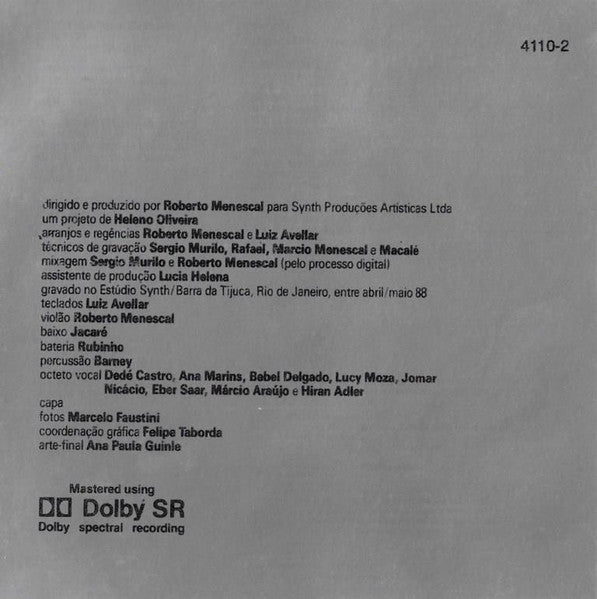 4110-2
dirigido e produzido por Roberto Menescal para Synth Produções Artísticas Ltda
um projeto de Heleno Oliveira
arranjos e regências Roberto Menescal e Luiz Avellar
técnicos de gravação Sergio Murilo, Rafael, Marcio Menescal e Macalé
mixagem Sergio Murilo e Roberto Menescal (pelo processo digital)
assistente de produção Lucia Helena
gravado no Estúdio Synth/Barra da Tijuca, Rio de Janeiro, entre abril/maio 88
teclados Luiz Avellar
violão Roberto Menescal
baixo Jacaré
bateria Rubinho
percussão Barney
octeto vocal Dedé Castro, Ana Marins, Bebel Delgado, Lucy Moza, Jomar
Nicácio, Eber Saar, Márcio Araújo e Hiran Adler
capa
fotos Marcelo Faustini
coordenação gráfica Felipe Taborda
arte-final Ana Paula Guinle
Mastered using
Dolby SR
Dolby spectral recording